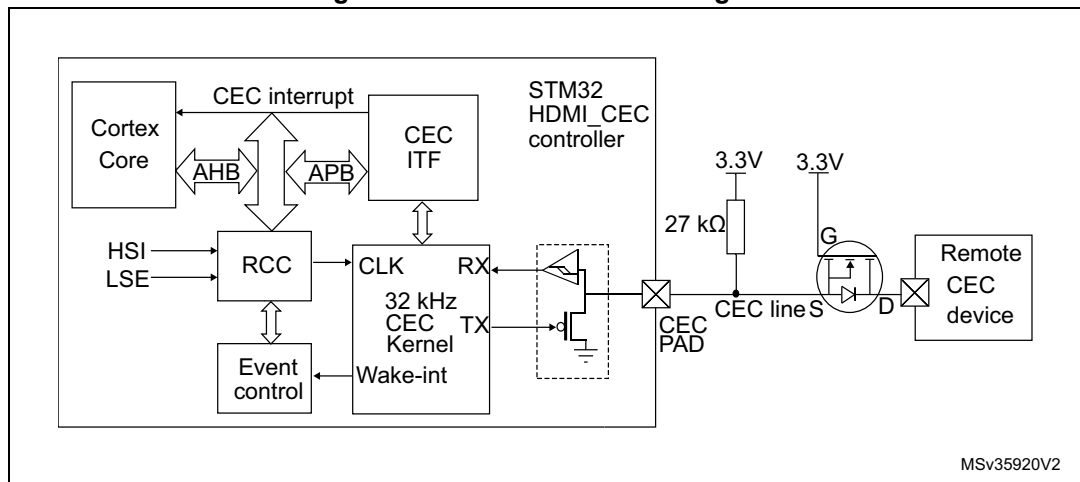 STM32
HDMI_CEC
controller
Cortex
Core
CEC interrupt
CEC
ITF
AHB
APB
HSI
LSE
RCC
CLK
RX
32 kHz
CEC
Kernel
TX
Wake-int
Event
control
CEC
PAD
3.3V
3.3V
27 kΩ
G
CEC line
S
D
Remote
CEC
device
MSv35920V2